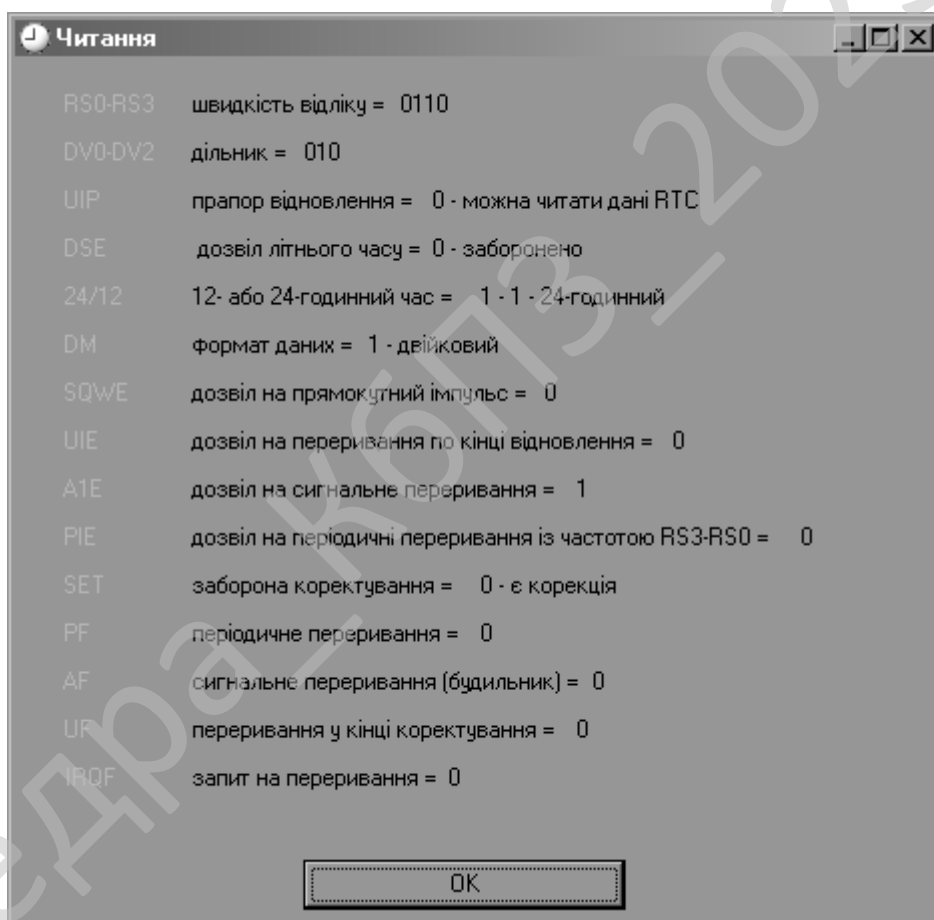 Читання
RS0-RS3 швидкість відліку = 0110
DV0-DV2 дільник = 010
UIP прапор відновлення = 0 - можна читати дані RTC
DSE дозвіл літнього часу = 0 - заборонено
24/12 12- або 24-годинний час = 1 - 1 - 24-годинний
DM формат даних = 1 - двійковий
SQWE дозвіл на прямокутний імпульс = 0
UIE дозвіл на переривання по кінці відновлення = 0
A1E дозвіл на сигнальне переривання = 1
PIE дозвіл на періодичні переривання із частотою RS3-RS0 = 0
SET заборона коректування = 0 - є корекція
PF періодичне переривання = 0
AF сигнальне переривання (будильник) = 0
UF переривання у кінці коректування = 0
IRQF запит на переривання = 0
OK